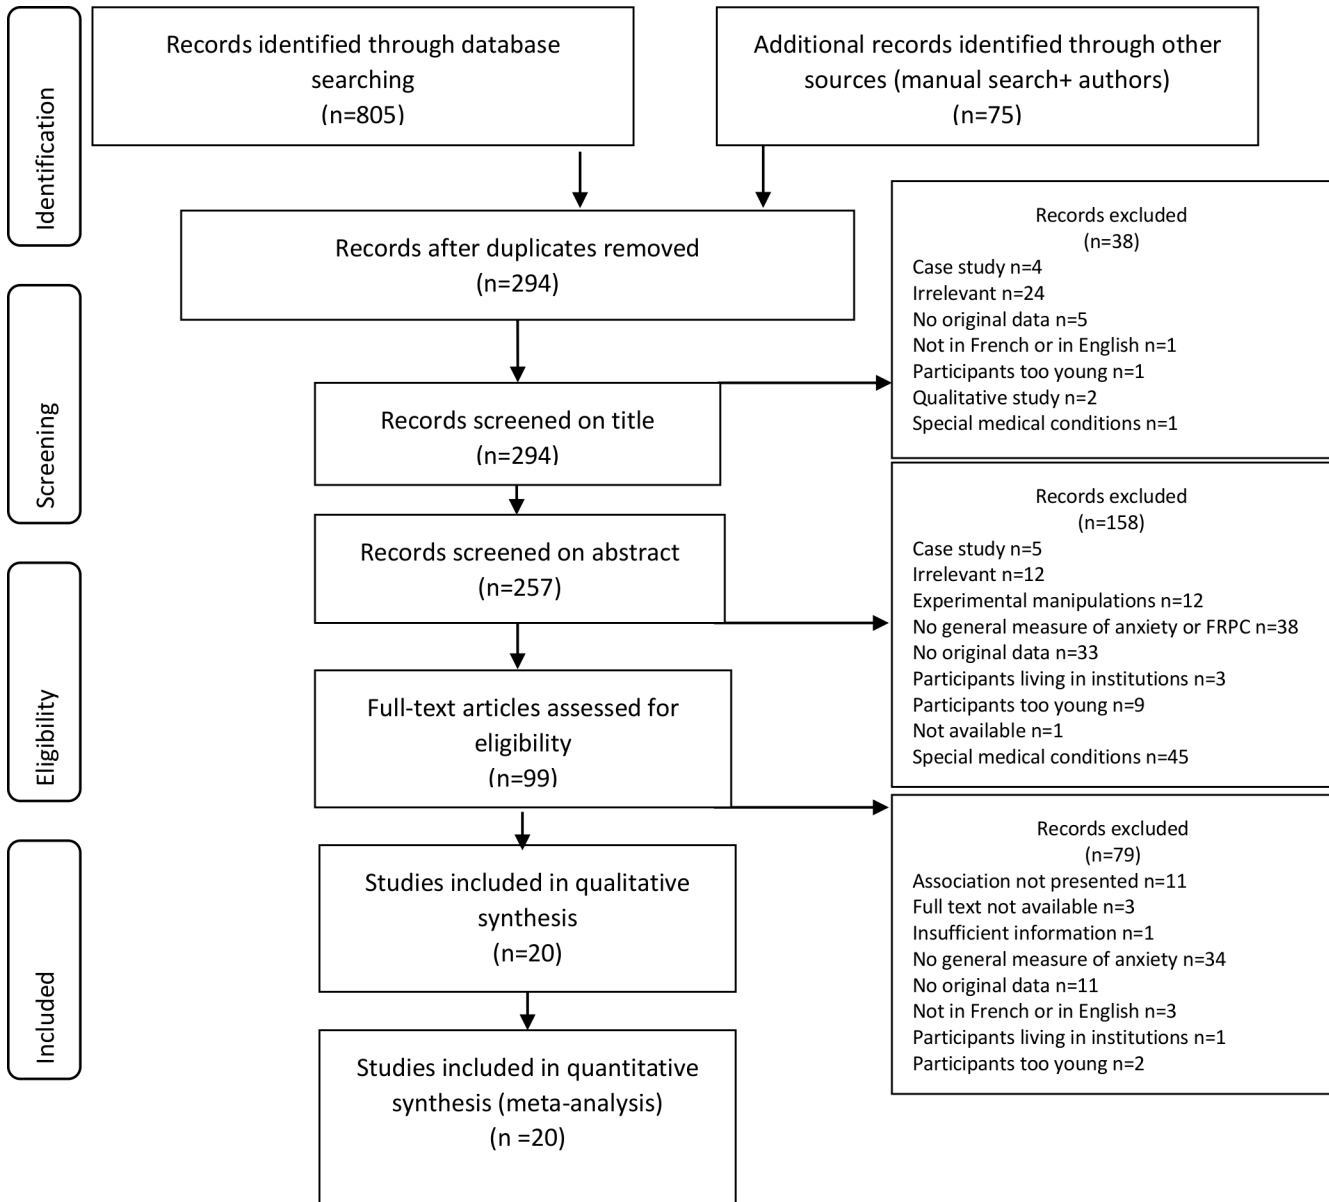 Identification
Records identified through database
searching
(n=805)
Additional records identified through other
sources (manual search+ authors)
(n=75)
Records after duplicates removed
(n=294)
Records excluded
(n=38)
Case study n=4
Irrelevant n=24
No original data n=5
Not in French or in English n=1
Participants too young n=1
Qualitative study n=2
Special medical conditions n=1
Screening
Records screened on title
(n=294)
Records screened on abstract
(n=257)
Records excluded
(n=158)
Case study n=5
Irrelevant n=12
Experimental manipulations n=12
No general measure of anxiety or FRPC n=38
No original data n=33
Participants living in institutions n=3
Participants too young n=9
Not available n=1
Special medical conditions n=45
Eligibility
Full-text articles assessed for
eligibility
(n=99)
Records excluded
(n=79)
Association not presented n=11
Full text not available n=3
Insufficient information n=1
No general measure of anxiety n=34
No original data n=11
Not in French or in English n=3
Participants living in institutions n=1
Participants too young n=2
Included
Studies included in qualitative
synthesis
(n=20)
Studies included in quantitative
synthesis (meta-analysis)
(n =20)